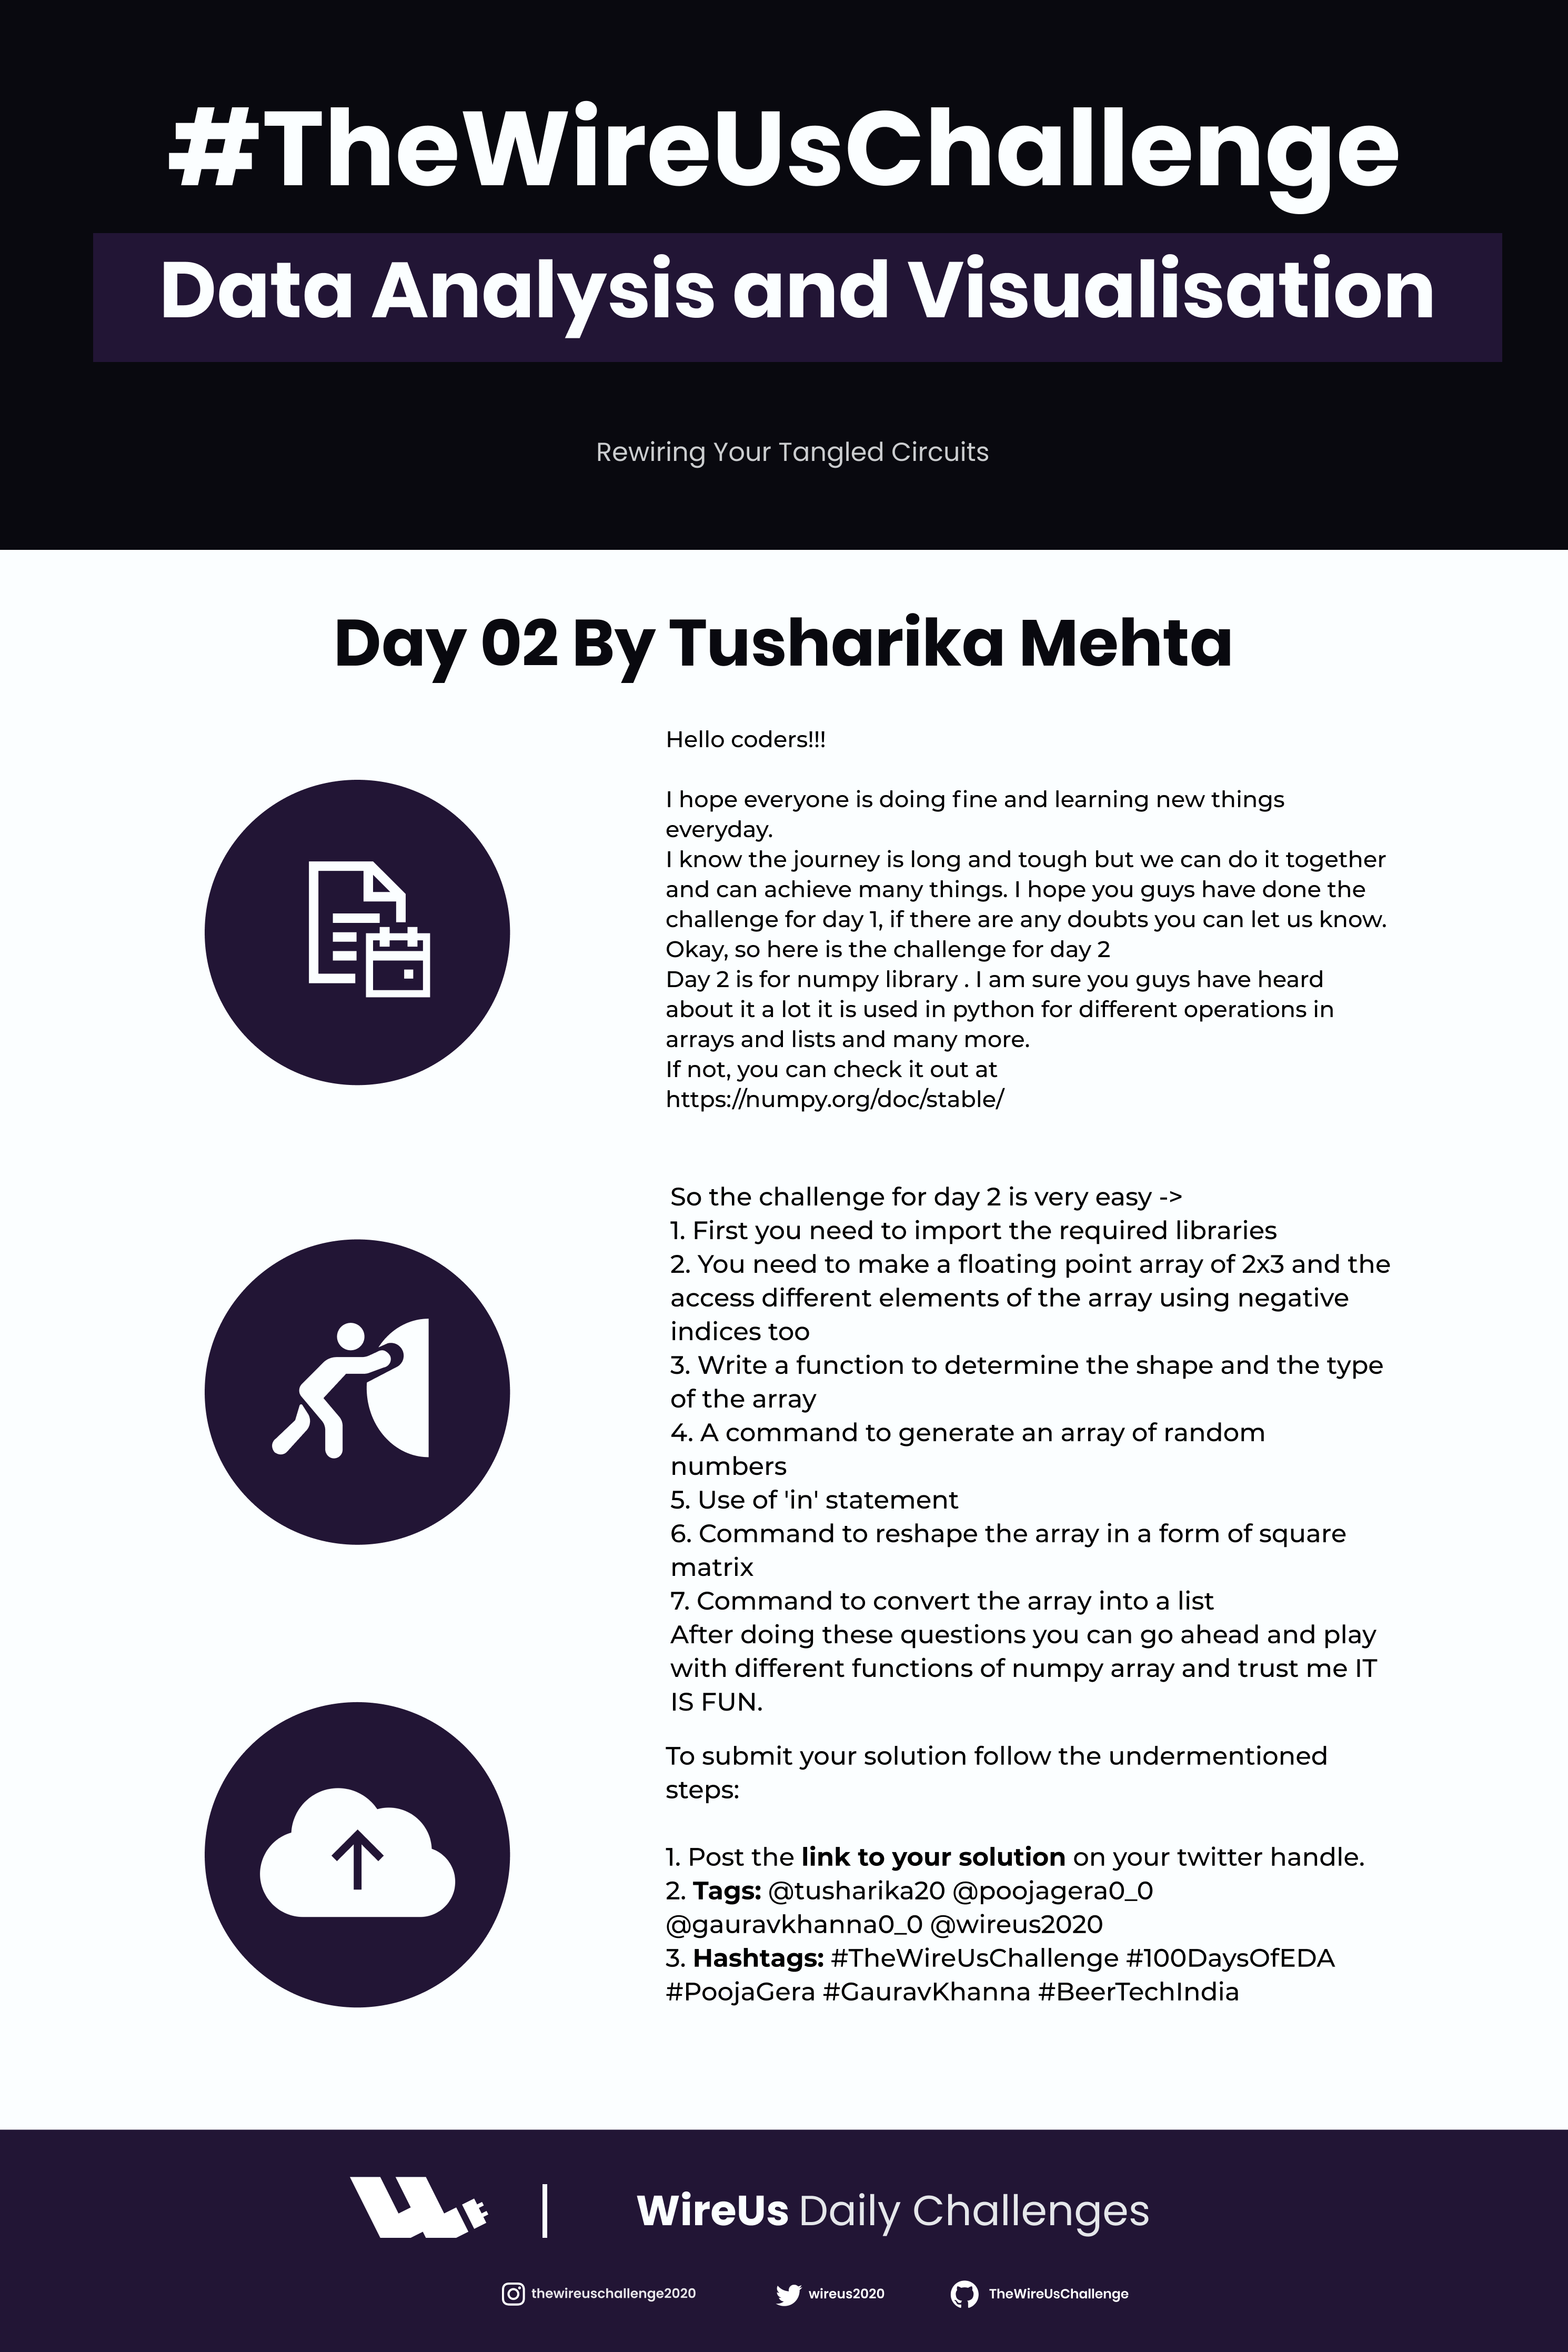 #TheWireUsChallenge
Data Analysis and Visualisation
Rewiring Your Tangled Circuits
Day 02 By Tusharika Mehta
Hello coders!!!
I hope everyone is doing fine and learning new things
everyday.
I know the journey is long and tough but we can do it together
and can achieve many things. I hope you guys have done the
challenge for day 1, if there are any doubts you can let us know.
Okay, so here is the challenge for day 2
Day 2 is for numpy library . I am sure you guys have heard
about it a lot it is used in python for different operations in
arrays and lists and many more.
If not, you can check it out at
https://numpy.org/doc/stable/
So the challenge for day 2 is very easy ->
1. First you need to import the required libraries
2. You need to make a floating point array of 2x3 and the
access different elements of the array using negative
indices too
3. Write a function to determine the shape and the type
of the array
4. A command to generate an array of random
numbers
5. Use of 'in' statement
6. Command to reshape the array in a form of square
matrix
7. Command to convert the array into a list
After doing these questions you can go ahead and play
with different functions of numpy array and trust me IT
IS FUN.
To submit your solution follow the undermentioned
steps:
1. Post the link to your solution on your twitter handle.
2. Tags: @tusharika20 @poojagera0_0
@gauravkhanna0_0 @wireus2020
3. Hashtags: #TheWireUsChallenge #100DaysOfEDA
#PoojaGera #GauravKhanna #BeerTechIndia
WireUs Daily Challenges
thewireuschallenge2020
wireus2020
TheWireUsChallenge